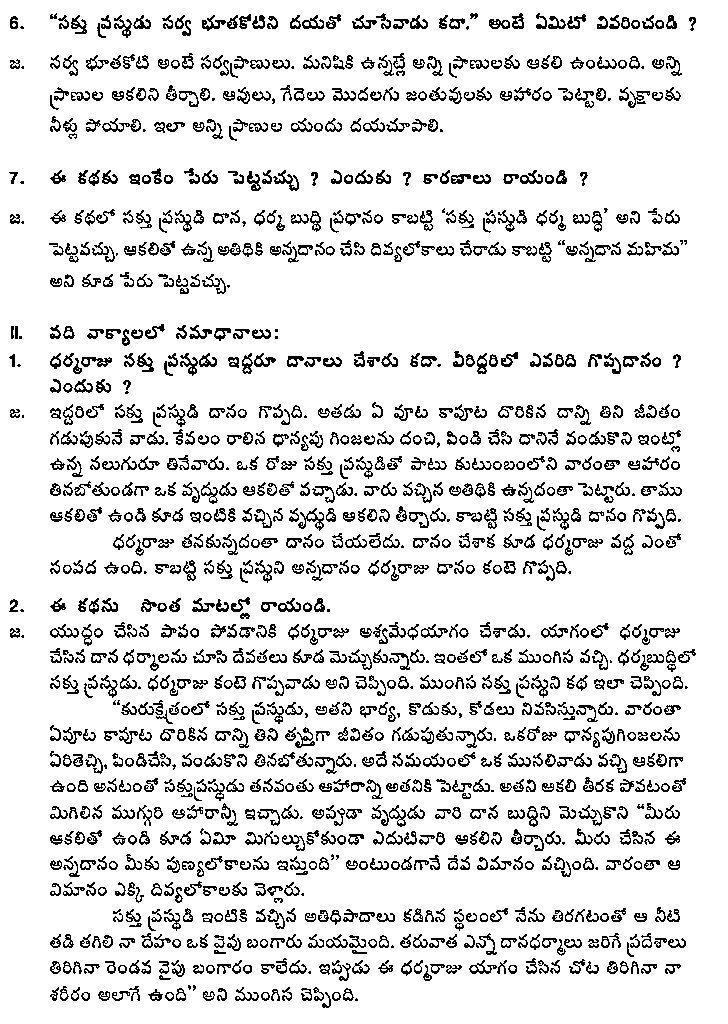 6. "సక్తు ప్రస్థుడు సర్వ భూతకోటిని దయతో చూసేవాడు కదా." అంటే ఏమిటో వివరించండి ?
జ. సర్వ భూతకోటి అంటే సర్వప్రాణులు. మనిషికి ఉన్నట్లే అన్ని ప్రాణులకు ఆకలి ఉంటుంది. అన్ని
ప్రాణుల ఆకలిని తీర్చాలి. ఆవులు, గేదెలు మొదలగు జంతువులకు ఆహారం పెట్టాలి. వృక్షాలకు
నీళ్లు పోయాలి. ఇలా అన్ని ప్రాణుల యందు దయచూపాలి.
7. ఈ కథకు ఇంకేం పేరు పెట్టవచ్చు ? ఎందుకు ? కారణాలు రాయండి ?
జ. ఈ కథలో సక్తు ప్రస్థుడి దాన, ధర్మ బుద్ధి ప్రధానం కాబట్టి 'సక్తు ప్రస్థుడి ధర్మ బుద్ధి' అని పేరు
పెట్టవచ్చు. ఆకలితో ఉన్న అతిథికి అన్నదానం చేసి దివ్యలోకాలు చేరాడు కాబట్టి "అన్నదాన మహిమ"
అని కూడ పేరు పెట్టవచ్చు.
II. పది వాక్యాలలో సమాధానాలు:
1. ధర్మరాజు సక్తు ప్రస్థుడు ఇద్దరూ దానాలు చేశారు కదా. వీరిద్దరిలో ఎవరిది గొప్పదానం ?
ఎందుకు ?
జ. ఇద్దరిలో సక్తు ప్రస్థుడి దానం గొప్పది. అతడు ఏ పూట కాపూట దొరికిన దాన్ని తిని జీవితం
గడుపుకునే వాడు. కేవలం రాలిన ధాన్యపు గింజలను దంచి, పిండి చేసి దానినే వండుకొని ఇంట్లో
ఉన్న నలుగురూ తినేవారు. ఒక రోజు సక్తు ప్రస్థుడితో పాటు కుటుంబంలోని వారంతా ఆహారం
తినబోతుండగా ఒక వృద్ధుడు ఆకలితో వచ్చాడు. వారు వచ్చిన అతిథికి ఉన్నదంతా పెట్టారు. తాము
ఆకలితో ఉండి కూడ ఇంటికి వచ్చిన వృద్ధుడి ఆకలిని తీర్చారు. కాబట్టి సక్తు ప్రస్థుడి దానం గొప్పది.
ధర్మరాజు తనకున్నదంతా దానం చేయలేదు. దానం చేశాక కూడ ధర్మరాజు వద్ద ఎంతో
సంపద ఉంది. కాబట్టి సక్తు ప్రస్థుని అన్నదానం ధర్మరాజు దానం కంటె గొప్పది.
2. ఈ కథను సొంత మాటల్లో రాయండి.
జ. యుద్ధం చేసిన పాపం పోవడానికి ధర్మరాజు అశ్వమేధయాగం చేశాడు. యాగంలో ధర్మరాజు
చేసిన దాన ధర్మాలను చూసి దేవతలు కూడ మెచ్చుకున్నారు. ఇంతలో ఒక ముంగిస వచ్చి. ధర్మబుద్ధిలో
సక్తు ప్రస్థుడు. ధర్మరాజు కంటె గొప్పవాడు అని చెప్పింది. ముంగిస సక్తు ప్రస్థుని కథ ఇలా చెప్పింది.
"కురుక్షేత్రంలో సక్తు ప్రస్థుడు, అతని భార్య, కొడుకు, కోడలు నివసిస్తున్నారు. వారంతా
ఏపూట కాపూట దొరికిన దాన్ని తిని తృప్తిగా జీవితం గడుపుతున్నారు. ఒకరోజు ధాన్యపుగింజలను
ఏరితెచ్చి, పిండిచేసి, వండుకొని తినబోతున్నారు. అదే సమయంలో ఒక ముసలివాడు వచ్చి ఆకలిగా
ఉంది అనటంతో సక్తుప్రస్థుడు తనవంతు ఆహారాన్ని అతనికి పెట్టాడు. అతని ఆకలి తీరక పోవటంతో
మిగిలిన ముగ్గురి ఆహారాన్నీ ఇచ్చాడు. అప్పుడా వృద్ధుడు వారి దాన బుద్ధిని మెచ్చుకొని "మీరు
ఆకలితో ఉండి కూడ ఏమీ మిగుల్చుకోకుండా ఎదుటివారి ఆకలిని తీర్చారు. మీరు చేసిన ఈ
అన్నదానం మీకు పుణ్యలోకాలను ఇస్తుంది" అంటుండగానే దేవ విమానం వచ్చింది. వారంతా ఆ
విమానం ఎక్కి దివ్యలోకాలకు వెళ్లారు.
సక్తు ప్రస్థుడి ఇంటికి వచ్చిన అతిధిపాదాలు కడిగిన స్థలంలో నేను తిరగటంతో ఆ నీటి
తడి తగిలి నా దేహం ఒక వైపు బంగారు మయమైంది. తరువాత ఎన్నో దానధర్మాలు జరిగే ప్రదేశాలు
తిరిగినా రెండవ వైపు బంగారం కాలేదు. ఇప్పుడు ఈ ధర్మరాజు యాగం చేసిన చోట తిరిగినా నా
శరీరం అలాగే ఉంది" అని ముంగిస చెప్పింది.